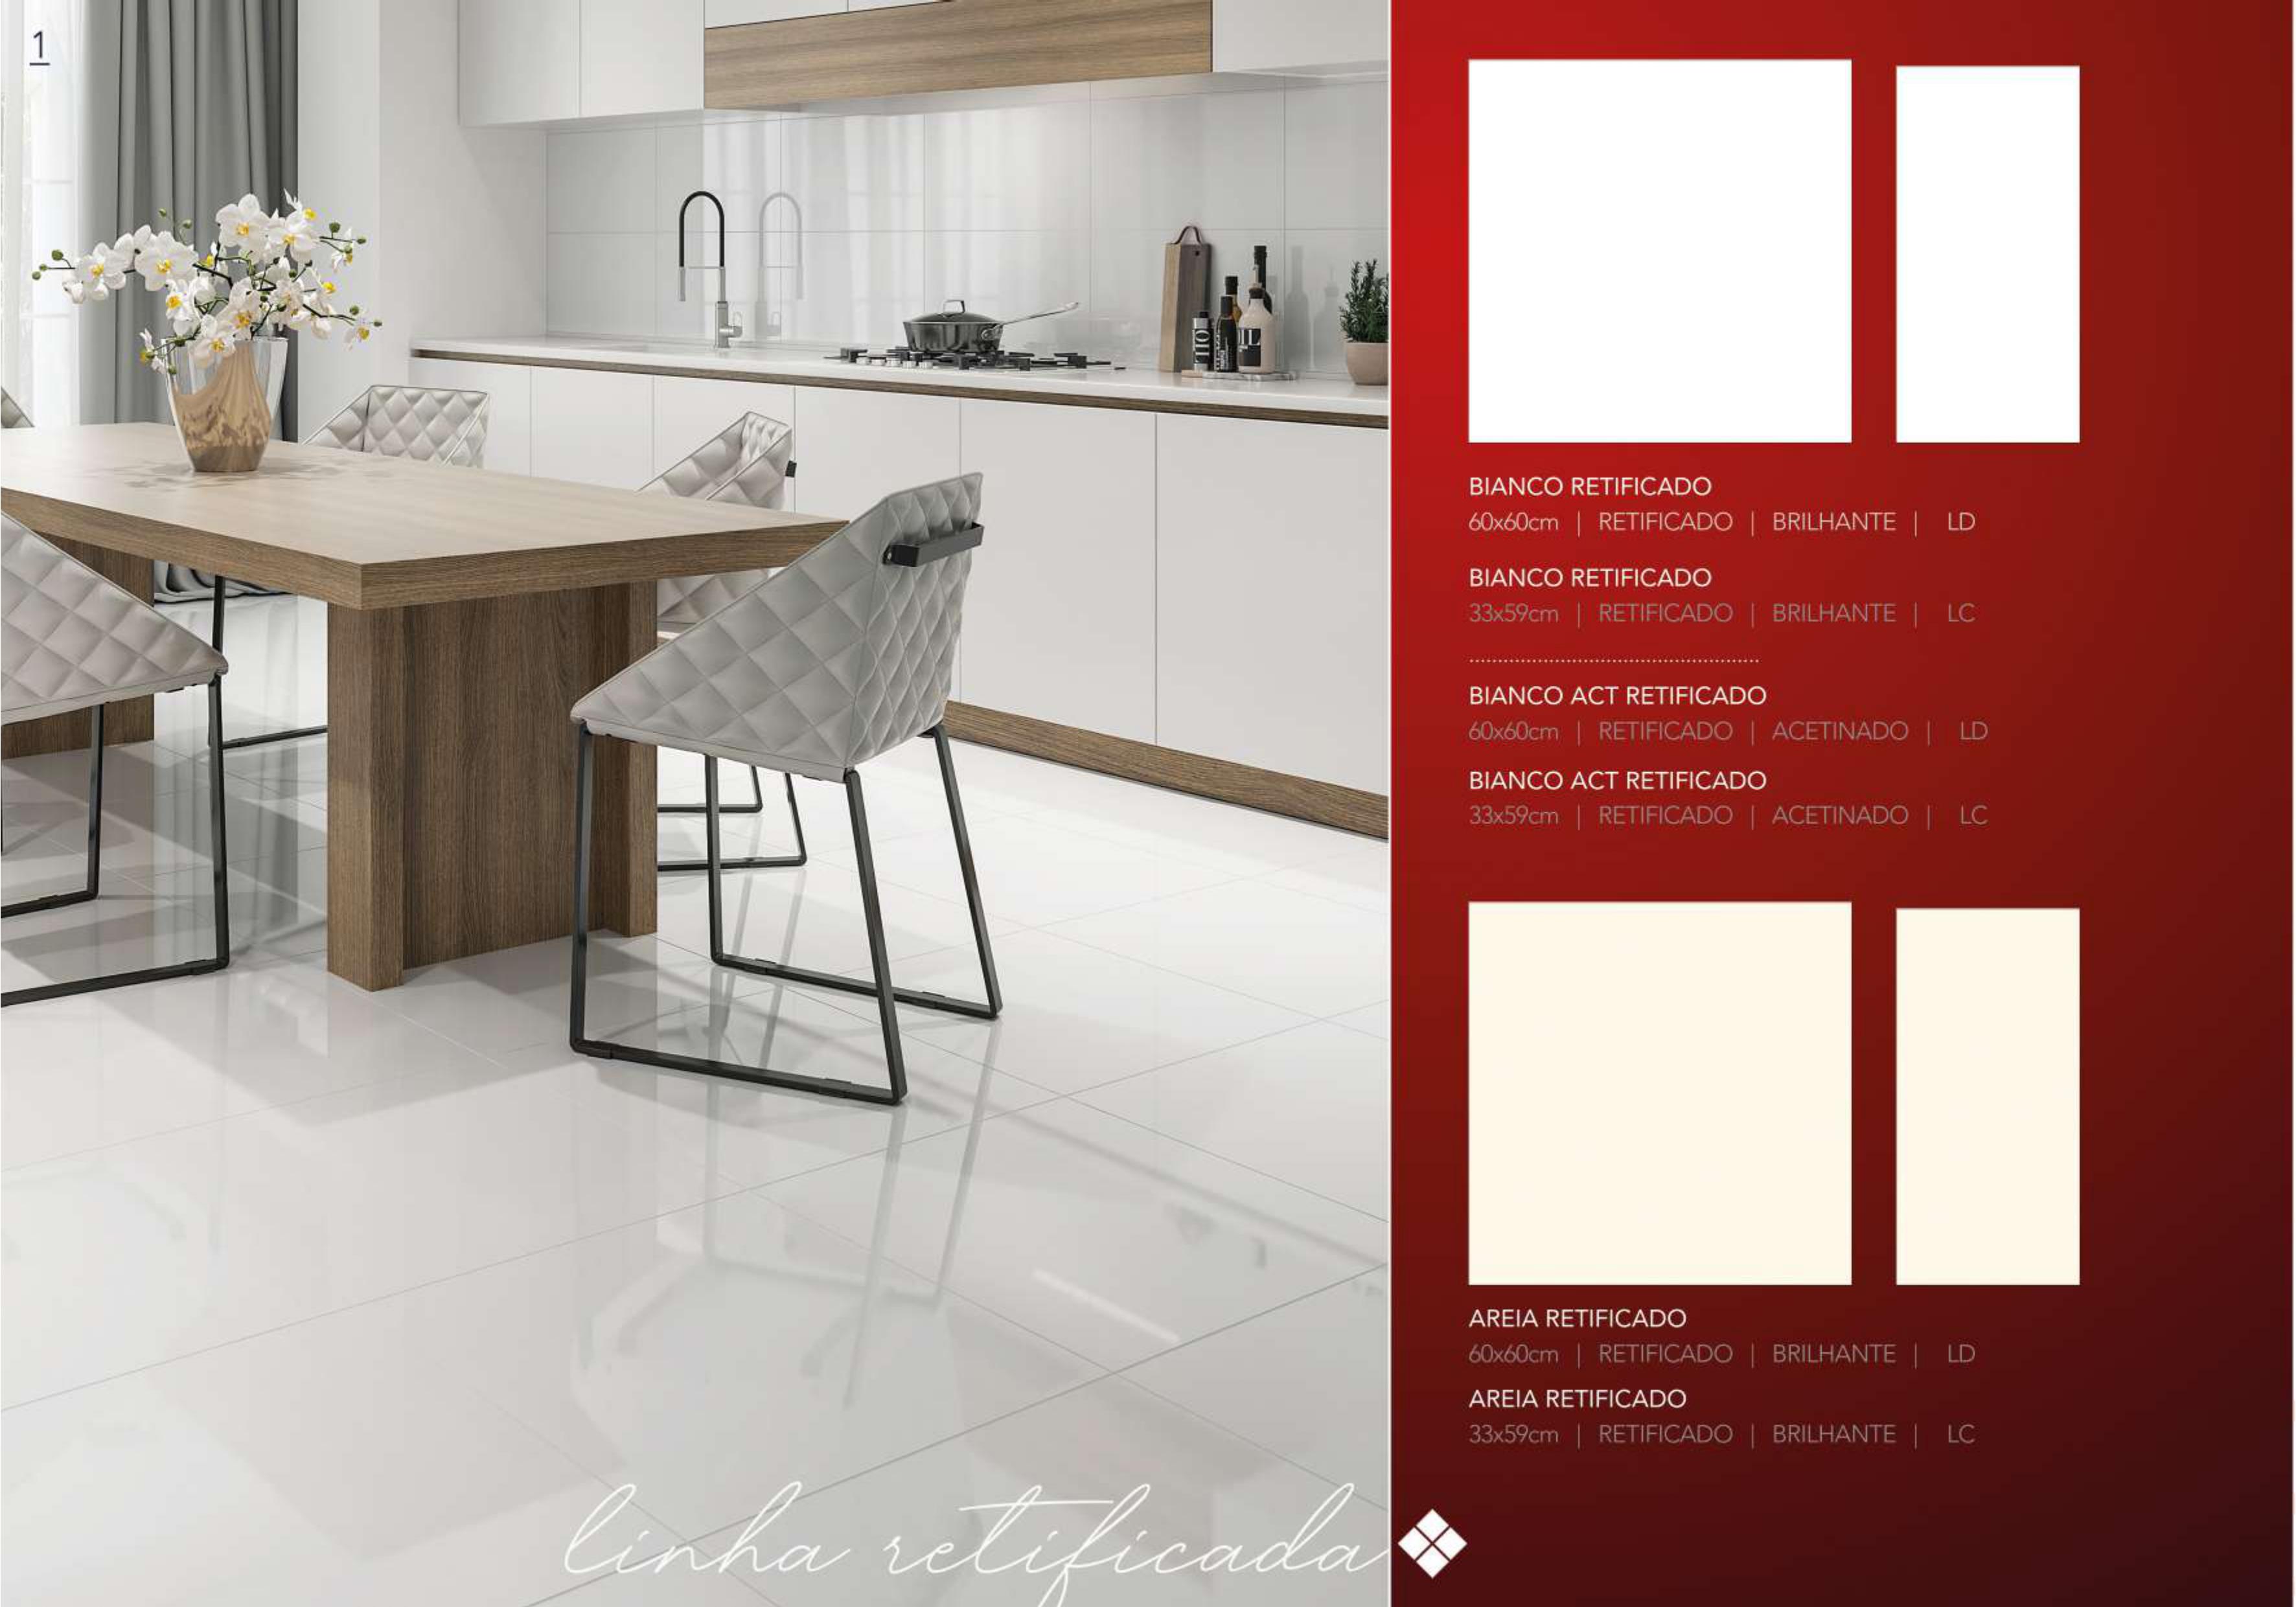 1
BIANCO RETIFICADO
60x60cm | RETIFICADO | BRILHANTE | LD
BIANCO RETIFICADO
33x59cm | RETIFICADO | BRILHANTE | LC
BIANCO ACT RETIFICADO
60x60cm | RETIFICADO | ACETINADO | LD
BIANCO ACT RETIFICADO
33x59cm | RETIFICADO | ACETINADO | LC
AREIA RETIFICADO
60x60cm | RETIFICADO | BRILHANTE | LD
AREIA RETIFICADO
33x59cm | RETIFICADO | BRILHANTE | LC
linha retificada